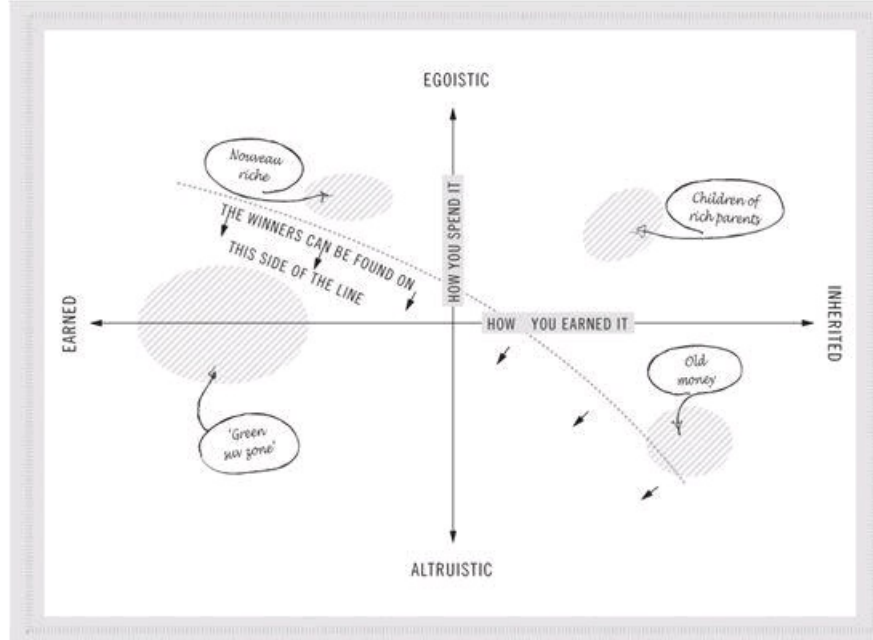 EGOISTIC
Nouveau
riche
Children of
rich parents
THE WINNERS CAN BE FOUND ON
THIS SIDE OF THE LINE
HOW YOU SPEND IT
EARNED
HOW YOU EARNED IT
INHERITED
Old
money
'Green
suv zone'
ALTRUISTIC